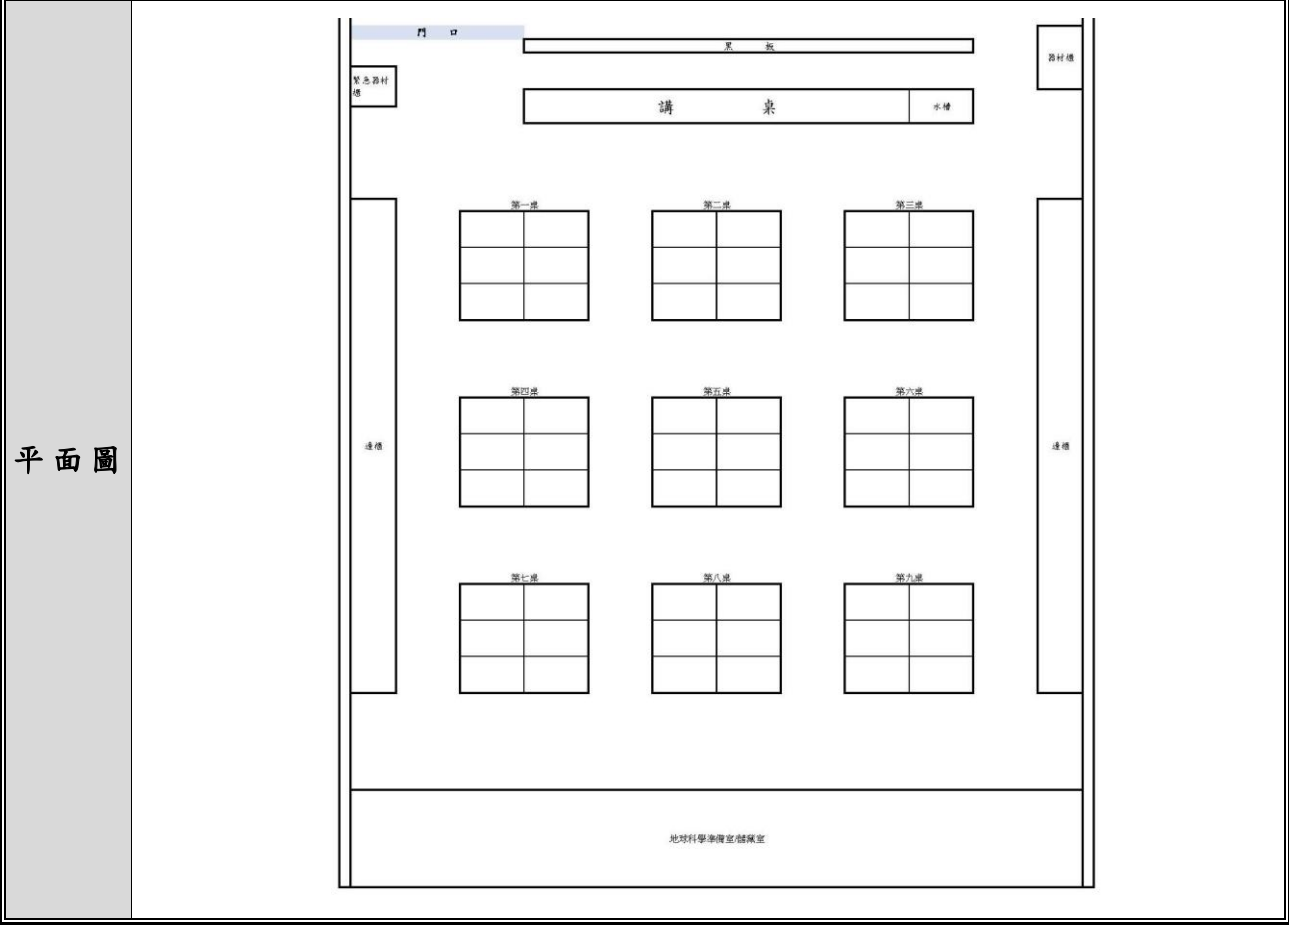 平面圖
門 口
黑 板
器材櫃
緊急器材
櫃
講 桌
水槽
第一桌
第二桌
第三桌
第四桌
第五桌
第六桌
邊櫃
邊櫃
第七桌
第八桌
第九桌
地球科學準備室/儲藏室